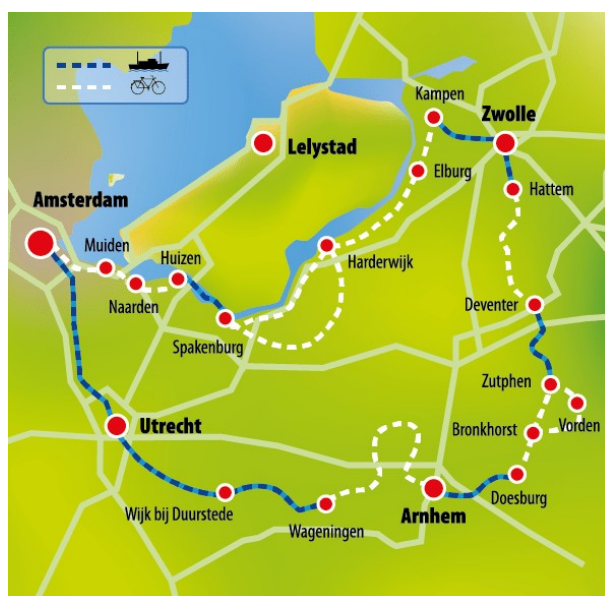 Kampen
Zwolle
Lelystad
Elburg
Hattem
Amsterdam
Muiden
Huizen
Harderwijk
Naarden
Deventer
Spakenburg
Zutphen
Utrecht
Bronkhorst
Vorden
Wijk bij Duurstede
Wageningen
Arnhem
Doesburg